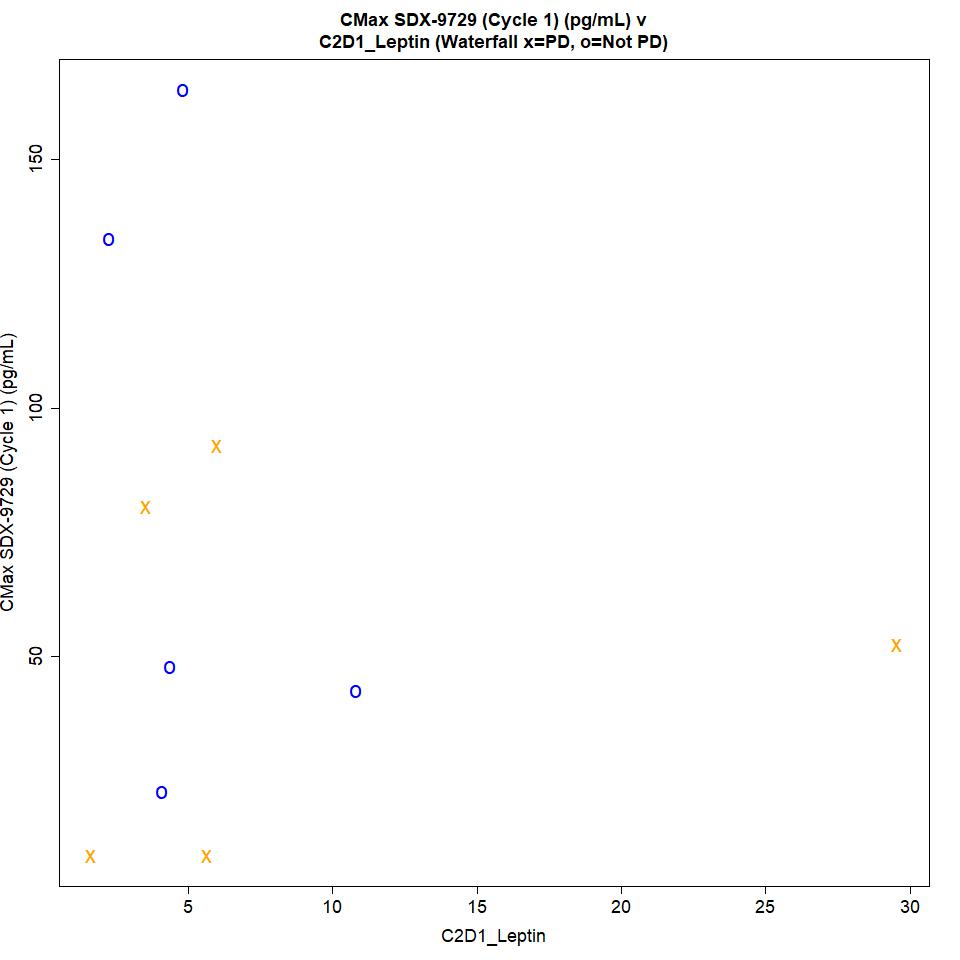 CMax SDX-9729 (Cycle 1) (pg/mL) v
C2D1_Leptin (Waterfall x=PD, o=Not PD)
CMax SDX-9729 (Cycle 1) (pg/mL)
150
100
50
O
O
X
X
X
O
O
O
X
X
5
10
15
20
25
30
C2D1_Leptin